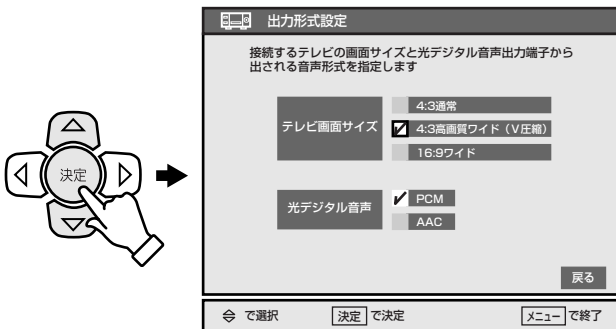 出力形式設定
接続するテレビの画面サイズと光デジタル音声出力端子から
出される音声形式を指定します
テレビ画面サイズ
4:3通常
4:3高画質ワイド（V圧縮）
16:9ワイド
決定
光デジタル音声
PCM
AAC
戻る
で選択 決定 で決定 メニュー で終了